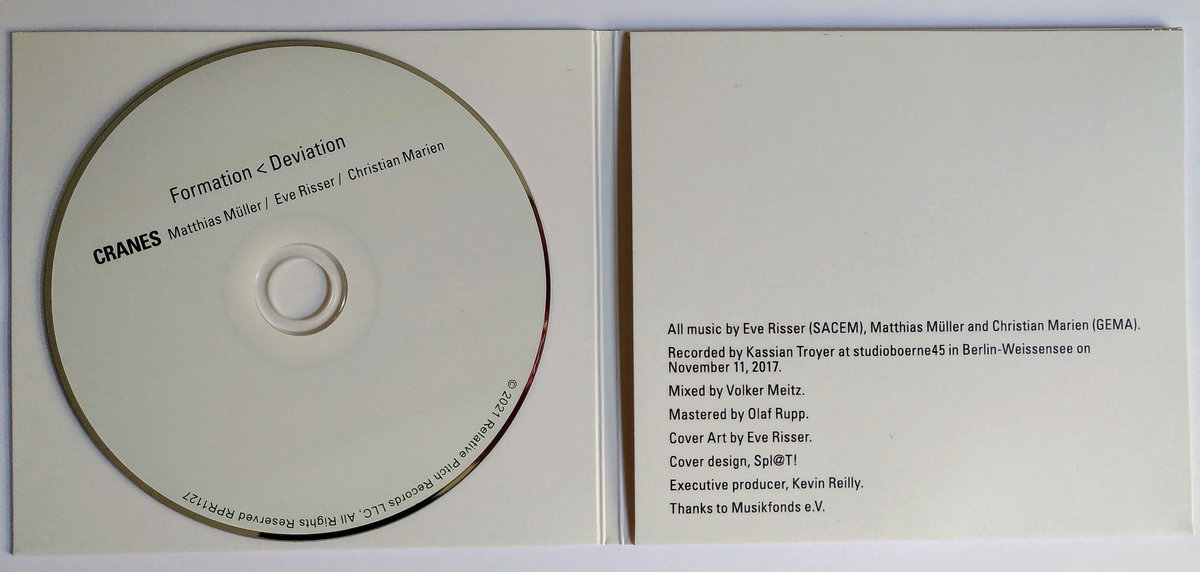 Formation < Deviation
CRANES Matthias Müller / Eve Risser / Christian Marien
© 2021 Relative Pitch Records LLC, All Rights Reserved RPR1127
All music by Eve Risser (SACEM), Matthias Müller and Christian Marien (GEMA).
Recorded by Kassian Troyer at studioboerne45 in Berlin-Weissensee on
November 11, 2017.
Mixed by Volker Meitz.
Mastered by Olaf Rupp.
Cover Art by Eve Risser.
Cover design, Spl@T!
Executive producer, Kevin Reilly.
Thanks to Musikfonds e.V.